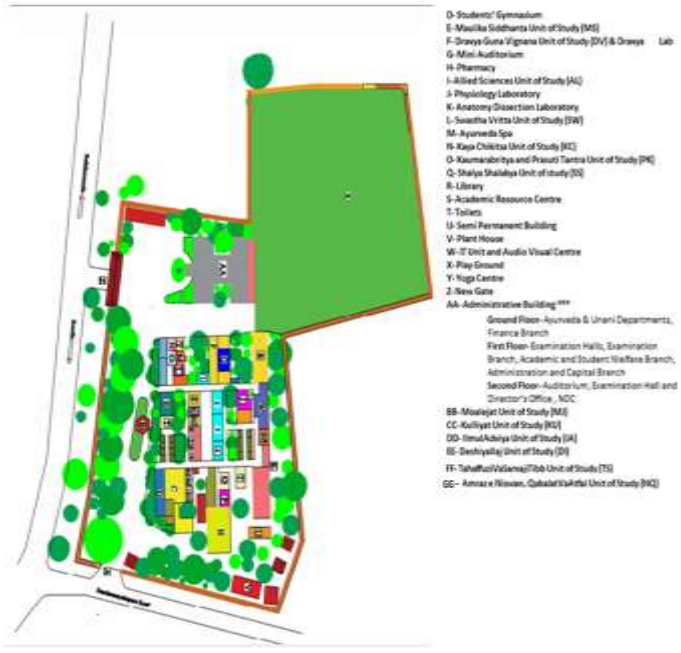 D- Students' Gymnasium
E- Maulika Siddhanta Unit of Study (MS)
F- Dravya Guna Vignana Unit of Study (DV) & Dravya Lab
G- Mini Auditorium
H- Pharmacy
I- Allied Sciences Unit of Study (AL)
J- Physiology Laboratory
K- Anatomy Dissection Laboratory
L- Swastha Vritta Unit of Study (SW)
M- Ayurveda Spa
N- Kaya Chikitsa Unit of Study (KC)
O- Kaumarabritya and Prasuti Tantra Unit of Study (PK)
Q- Shalya Shalakya Unit of study (SS)
R- Library
S- Academic Resource Centre
T- Toilets
U- Semi Permanent Building
V- Plant House
W- IT Unit and Audio Visual Centre
X- Play Ground
Y- Yoga Centre
Z- New Gate
AA- Administrative Building ***
Ground Floor- Ayurveda & Unani Departments,
Finance Branch
First Floor- Examination Halls, Examination
Branch, Academic and Student Welfare Branch,
Administration and Capital Branch
Second Floor- Auditorium, Examination Hall and
Director's Office, NOC
BB- Moalejat Unit of Study (MJ)
CC- Kulliyat Unit of Study (KU)
DD- IlmulAdviya Unit of Study (IA)
EE- Deshiyallaj Unit of Study (DI)
FF- TahaffuziVaSamajiTibb Unit of Study (TS)
GG- Amraz e Niswan, QabalatVaAtfal Unit of Study (NQ)
AA